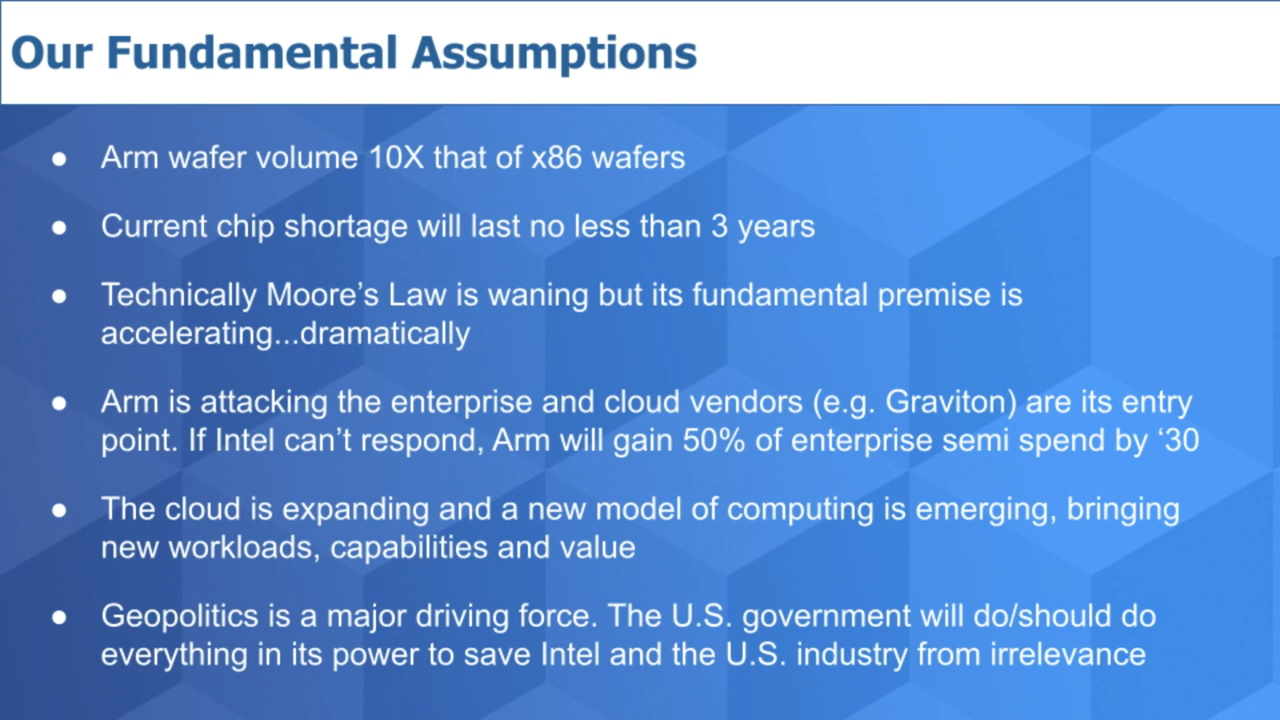 Our Fundamental Assumptions
● Arm wafer volume 10X that of x86 wafers
● Current chip shortage will last no less than 3 years
● Technically Moore’s Law is waning but its fundamental premise is
accelerating...dramatically
● Arm is attacking the enterprise and cloud vendors (e.g. Graviton) are its entry
point. If Intel can’t respond, Arm will gain 50% of enterprise semi spend by ‘30
● The cloud is expanding and a new model of computing is emerging, bringing
new workloads, capabilities and value
● Geopolitics is a major driving force. The U.S. government will do/should do
everything in its power to save Intel and the U.S. industry from irrelevance